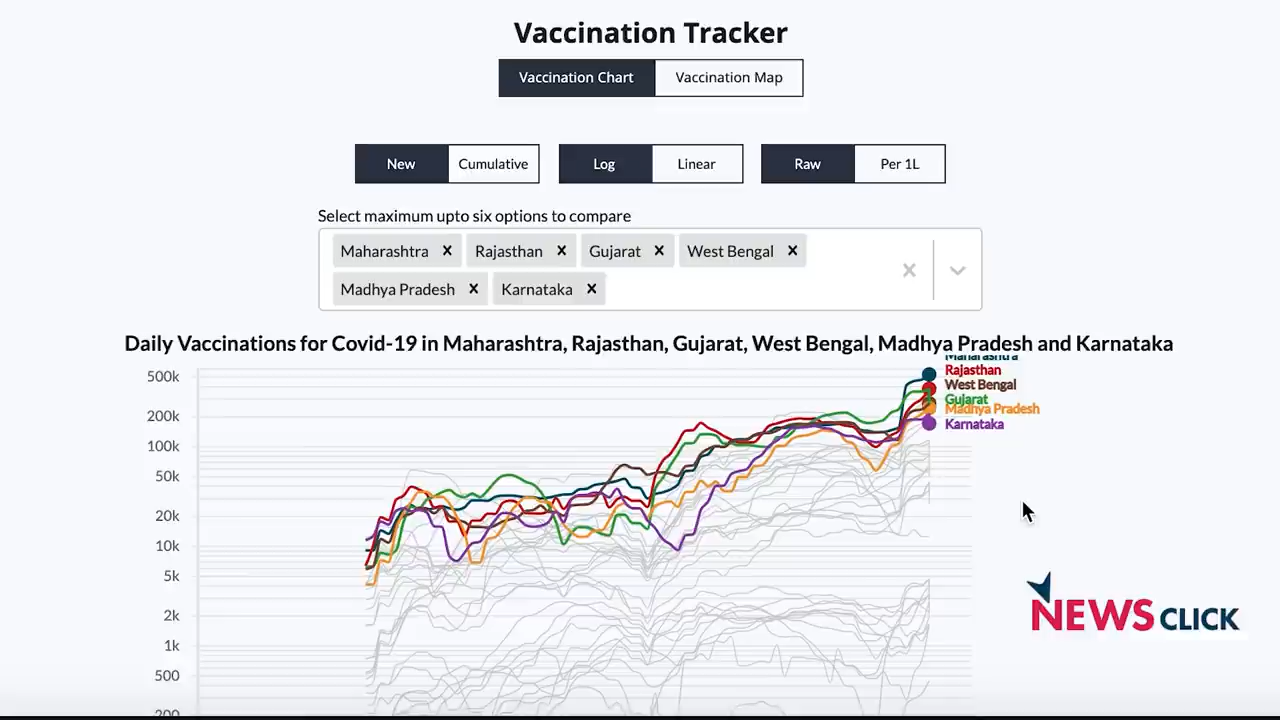 Vaccination Tracker
Vaccination Chart Vaccination Map
New Cumulative Log Linear Raw Per 1L
Select maximum upto six options to compare
Maharashtra × Rajasthan × Gujarat × West Bengal ×
Madhya Pradesh × Karnataka ×
Daily Vaccinations for Covid-19 in Maharashtra, Rajasthan, Gujarat, West Bengal, Madhya Pradesh and Karnataka
Maharashtra
500k
Rajasthan
West Bengal
Gujarat
Madhya Pradesh
200k
Karnataka
100k
50k
20k
10k
5k
2k
NEWSCLICK
1k
500
200